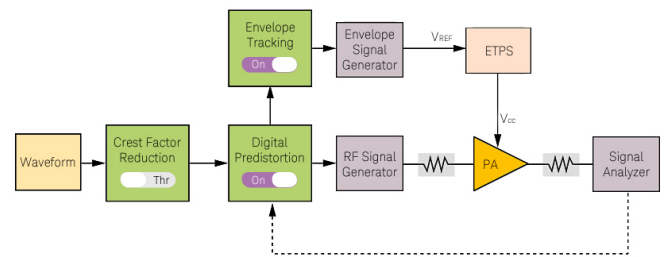 Envelope
Tracking
On
Envelope
Signal
Generator
VREF
ETPS
Vcc
Waveform
Crest Factor
Reduction
Thr
Digital
Predistortion
On
RF Signal
Generator
PA
Signal
Analyzer